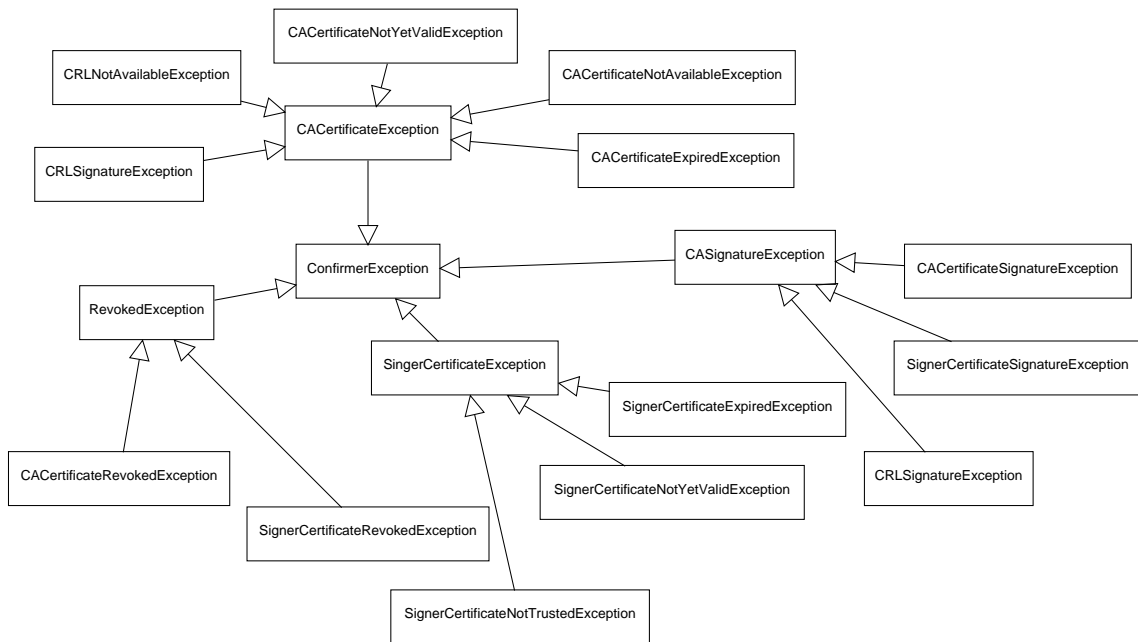 CACertificateNotYetValidException
CRLNotAvailableException
CACertificateNotAvailableException
CACertificateException
CRLSignatureException
CACertificateExpiredException
ConfirmerException
CASignatureException
CACertificateSignatureException
RevokedException
SingerCertificateException
SignerCertificateSignatureException
SignerCertificateExpiredException
CACertificateRevokedException
SignerCertificateNotYetValidException
CRLSignatureException
SignerCertificateRevokedException
SignerCertificateNotTrustedException